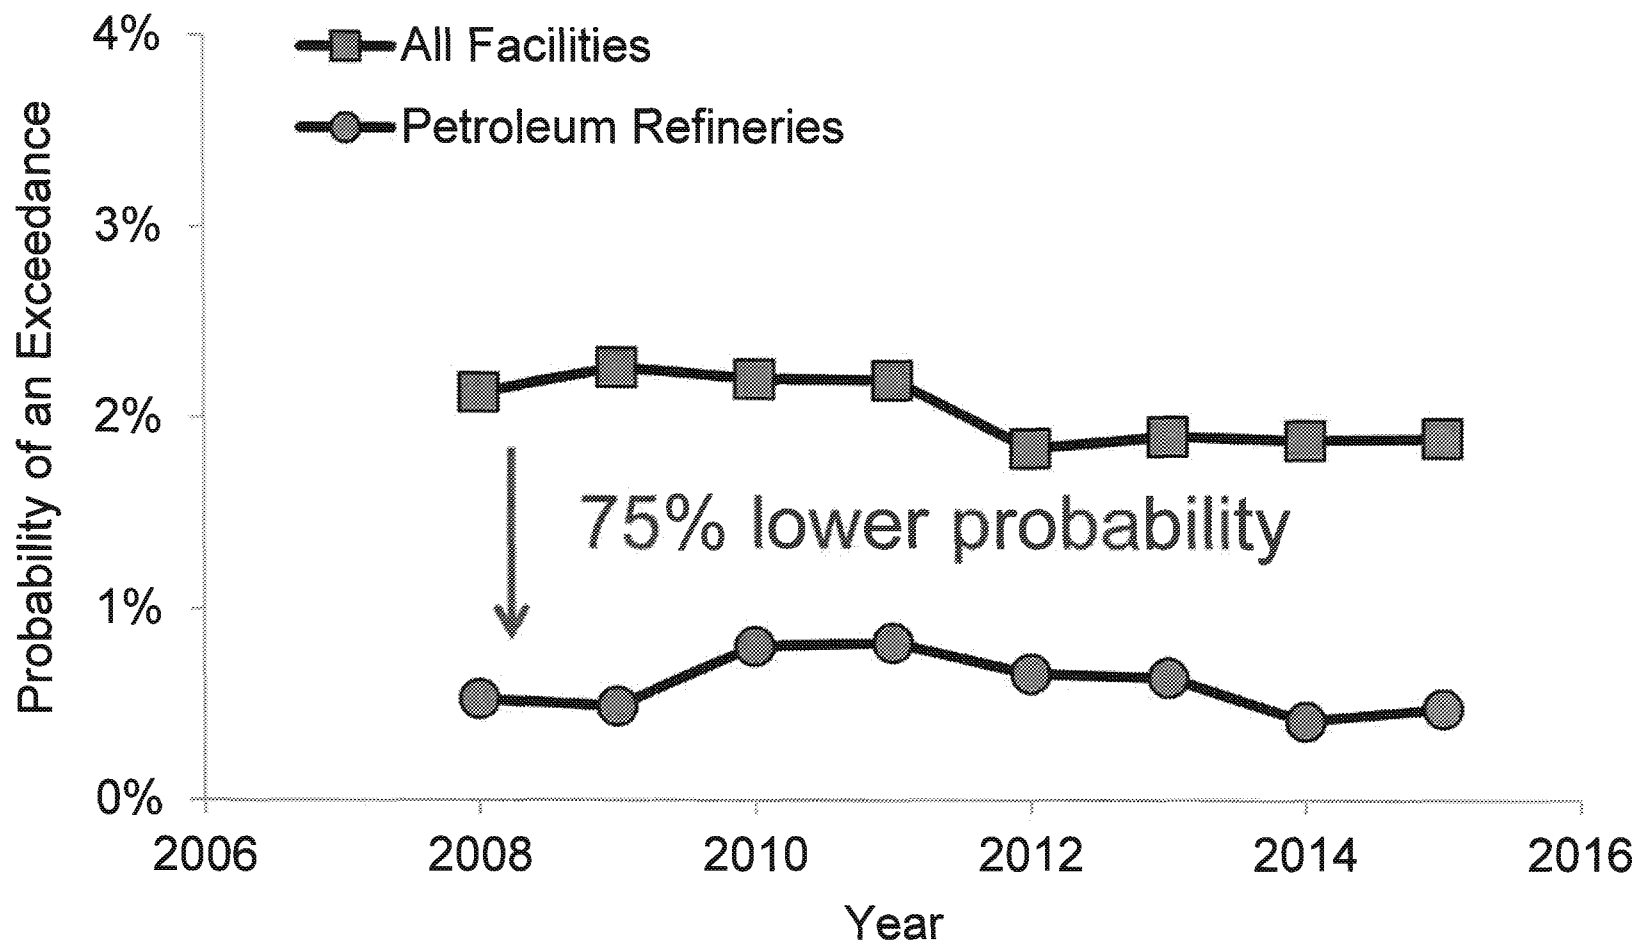 All Facilities
Petroleum Refineries
Probability of an Exceedance
4%
3%
2%
1%
0%
75% lower probability
2006 2008 2010 2012 2014 2016
Year